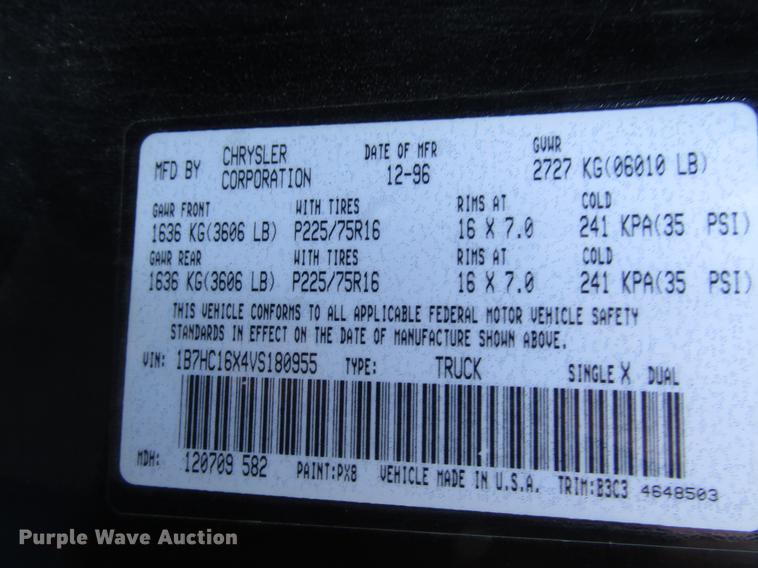 MFD BY CHRYSLER CORPORATION DATE OF MFR 12-96 GVWR 2727 KG(06010 LB)
GAWR FRONT WITH TIRES RIMS AT COLD
1636 KG(3606 LB) P225/75R16 16 X 7.0 241 KPA(35 PSI)
GAWR REAR WITH TIRES RIMS AT COLD
1636 KG(3606 LB) P225/75R16 16 X 7.0 241 KPA(35 PSI)
THIS VEHICLE CONFORMS TO ALL APPLICABLE FEDERAL MOTOR VEHICLE SAFETY
STANDARDS IN EFFECT ON THE DATE OF MANUFACTURE SHOWN ABOVE.
VIN: 1B7HC16X4VS180955 TYPE: TRUCK SINGLE X DUAL
MDH: 120709 582 PAINT:PX8 VEHICLE MADE IN U.S.A. TRIM:B3C3 4648503
Purple Wave Auction